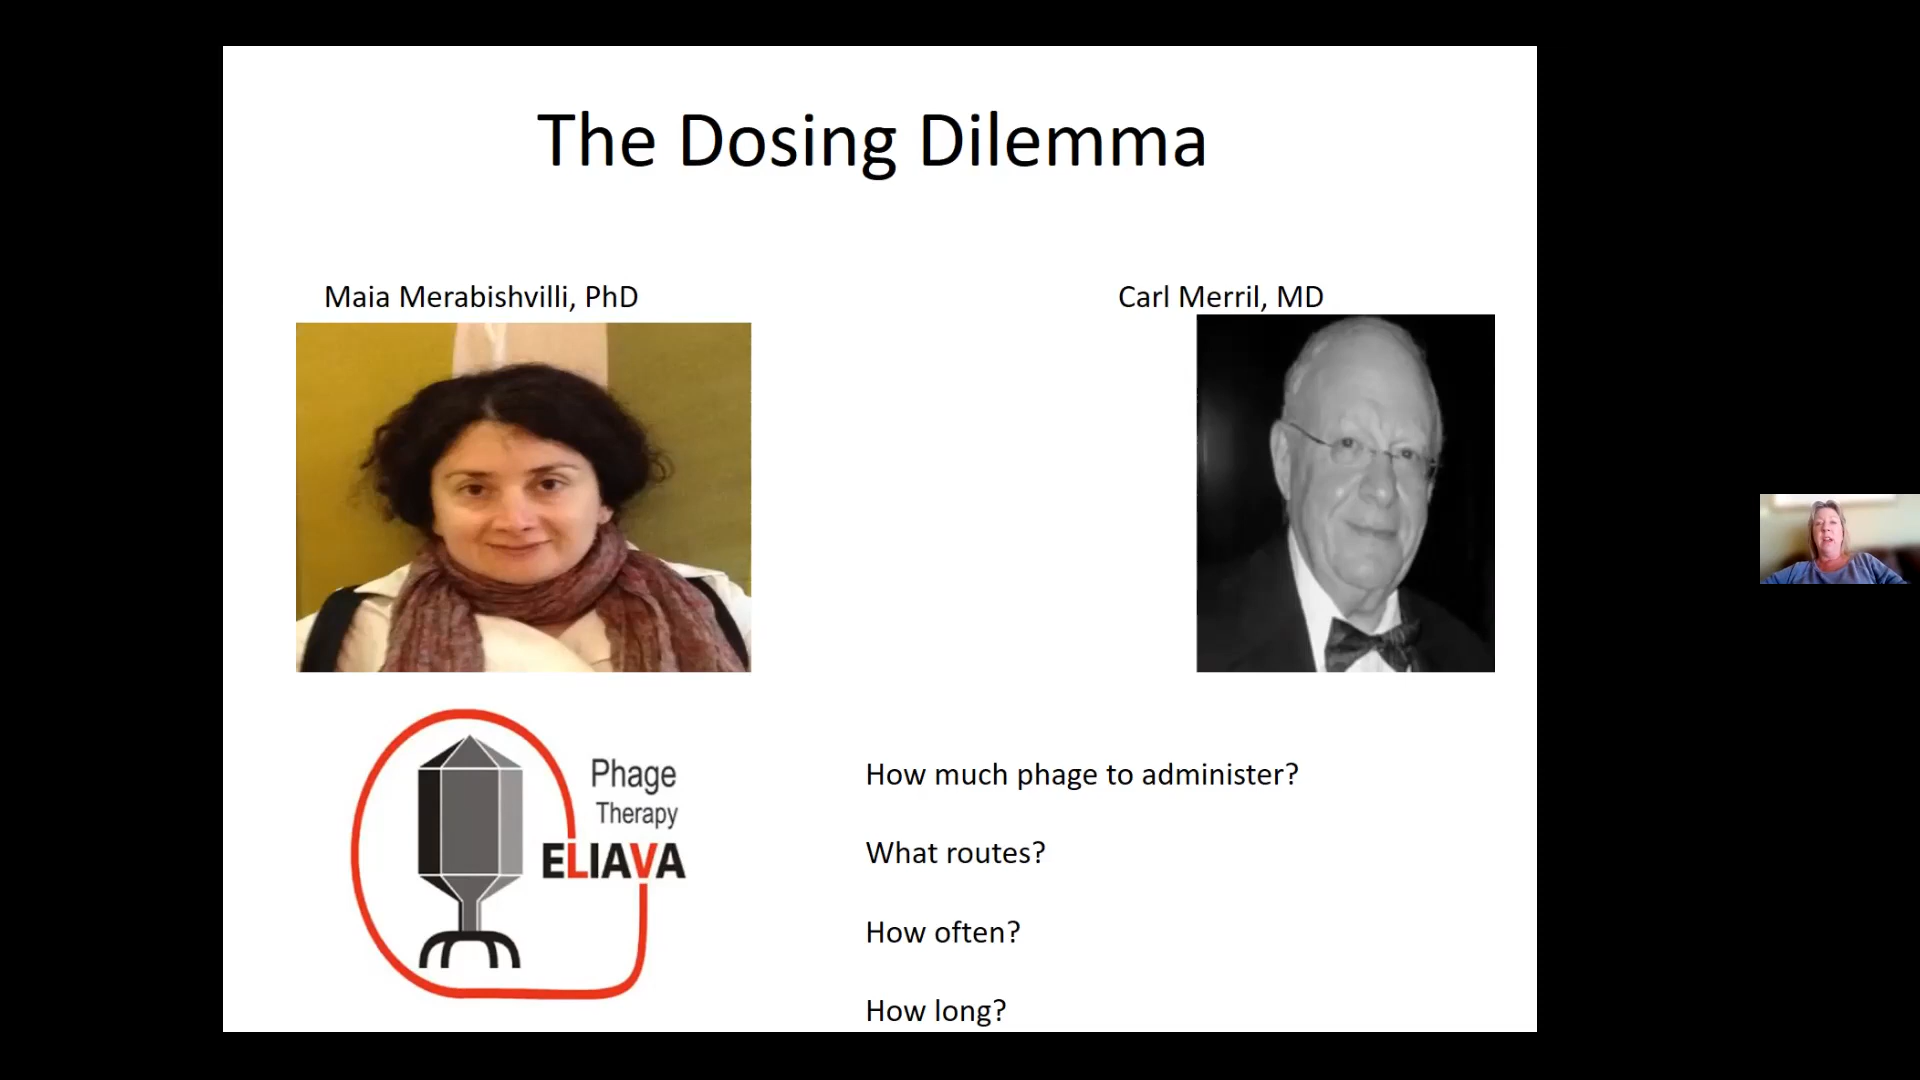 The Dosing Dilemma
Maia Merabishvilli, PhD
Carl Merril, MD
Phage
Therapy
ELIAVA
How much phage to administer?
What routes?
How often?
How long?